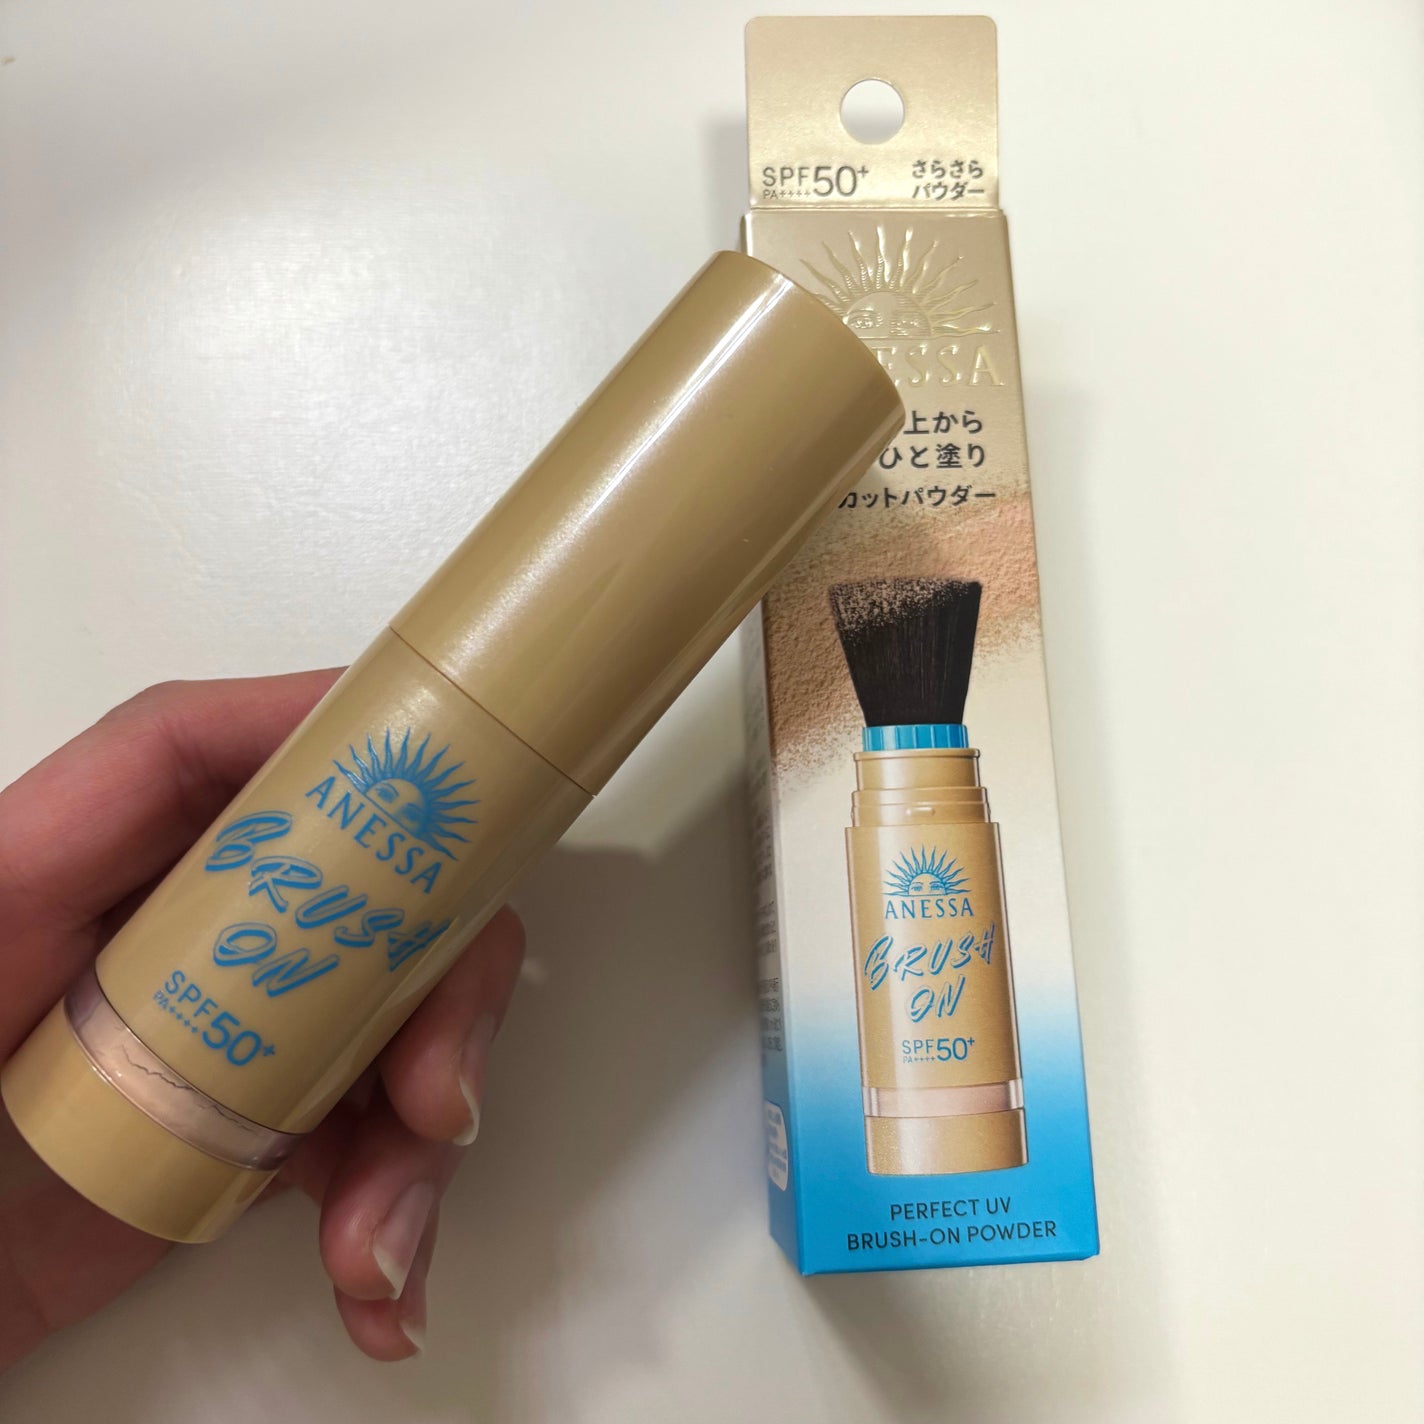 SPF50+
PA++++
さらさら
パウダー
ESSA
上から
ひと塗り
カットパウダー
ANESSA
BRUSH
ON
SPF50+
PA++++
PERFECT UV
BRUSH-ON POWDER
ANESSA
BRUSH
ON
SPF50+
PA++++